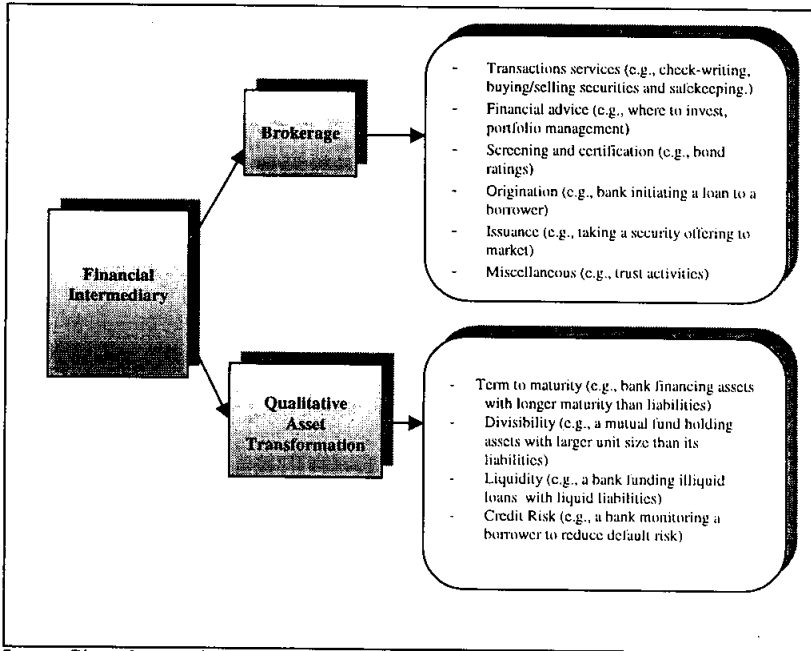 - Transactions services (e.g., check-writing,
buying/selling securities and safekeeping.)
- Financial advice (e.g., where to invest,
portfolio management)
- Screening and certification (e.g., bond
ratings)
- Origination (e.g., bank initiating a loan to a
borrower)
- Issuance (e.g., taking a security offering to
market)
- Miscellaneous (e.g., trust activities)
Brokerage
Financial
Intermediary
Qualitative
Asset
Transformation
- Term to maturity (e.g., bank financing assets
with longer maturity than liabilities)
- Divisibility (e.g., a mutual fund holding
assets with larger unit size than its
liabilities)
- Liquidity (e.g., a bank funding illiquid
loans with liquid liabilities)
- Credit Risk (e.g., a bank monitoring a
borrower to reduce default risk)